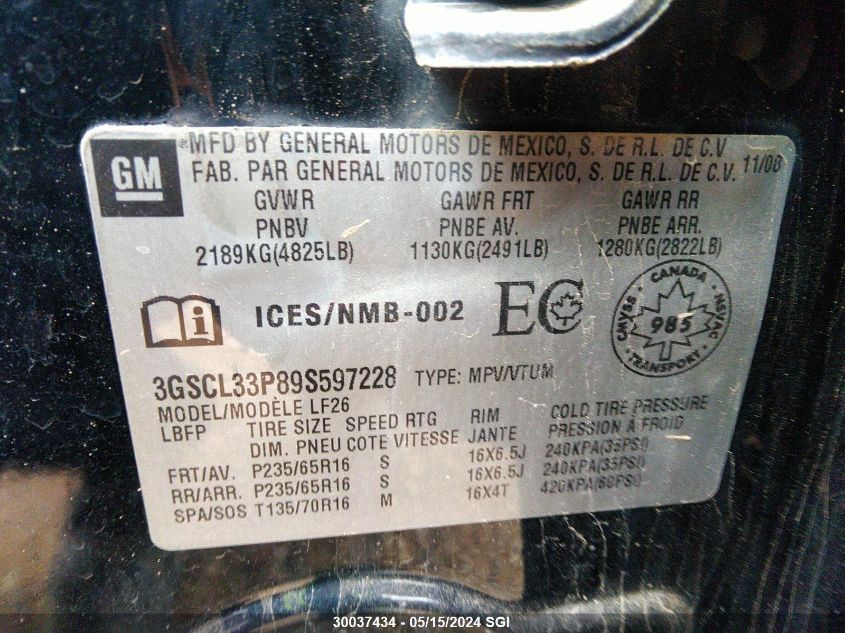 GM
MFD BY GENERAL MOTORS DE MEXICO, S. DE R.L. DE C.V
FAB. PAR GENERAL MOTORS DE MEXICO, S. DE R.L. DE C.V. 11/08
GVWR GAWR FRT GAWR RR
PNBV PNBE AV. PNBE ARR.
2189KG(4825LB) 1130KG(2491LB) 1280KG(2822LB)
i ICES/NMB-002 EC
CANADA
CMVSS 985 NSVAC
TRANSPORT
3GSCL33P89S597228 TYPE: MPV/VTUM
MODEL/MODÈLE LF26
LBFP TIRE SIZE SPEED RTG RIM COLD TIRE PRESSURE
DIM. PNEU COTE VITESSE JANTE PRESSION À FROID
FRT/AV. P235/65R16 S 16X6.5J 240KPA(35PSI)
RR/ARR. P235/65R16 S 16X6.5J 240KPA(35PSI)
SPA/SOS T135/70R16 M 16X4T 420KPA(60PSI)
30037434 - 05/15/2024 SGI